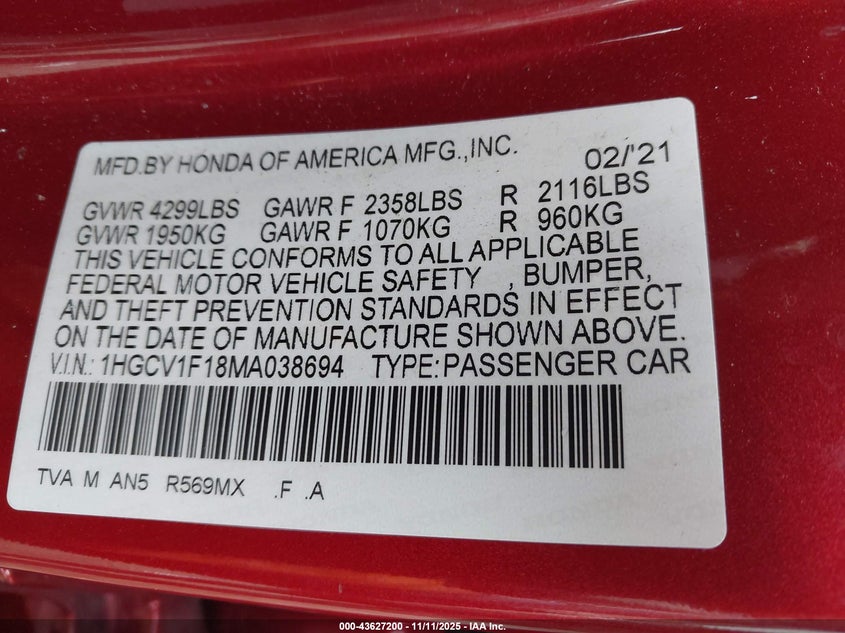 MFD.BY HONDA OF AMERICA MFG.,INC. 02/'21
GVWR 4299LBS GAWR F 2358LBS R 2116LBS
GVWR 1950KG GAWR F 1070KG R 960KG
THIS VEHICLE CONFORMS TO ALL APPLICABLE
FEDERAL MOTOR VEHICLE SAFETY , BUMPER,
AND THEFT PREVENTION STANDARDS IN EFFECT
ON THE DATE OF MANUFACTURE SHOWN ABOVE.
V.I.N.: 1HGCV1F18MA038694 TYPE:PASSENGER CAR
TVA M AN5 R569MX .F .A
000-43627200 - 11/11/2025 - IAA Inc.